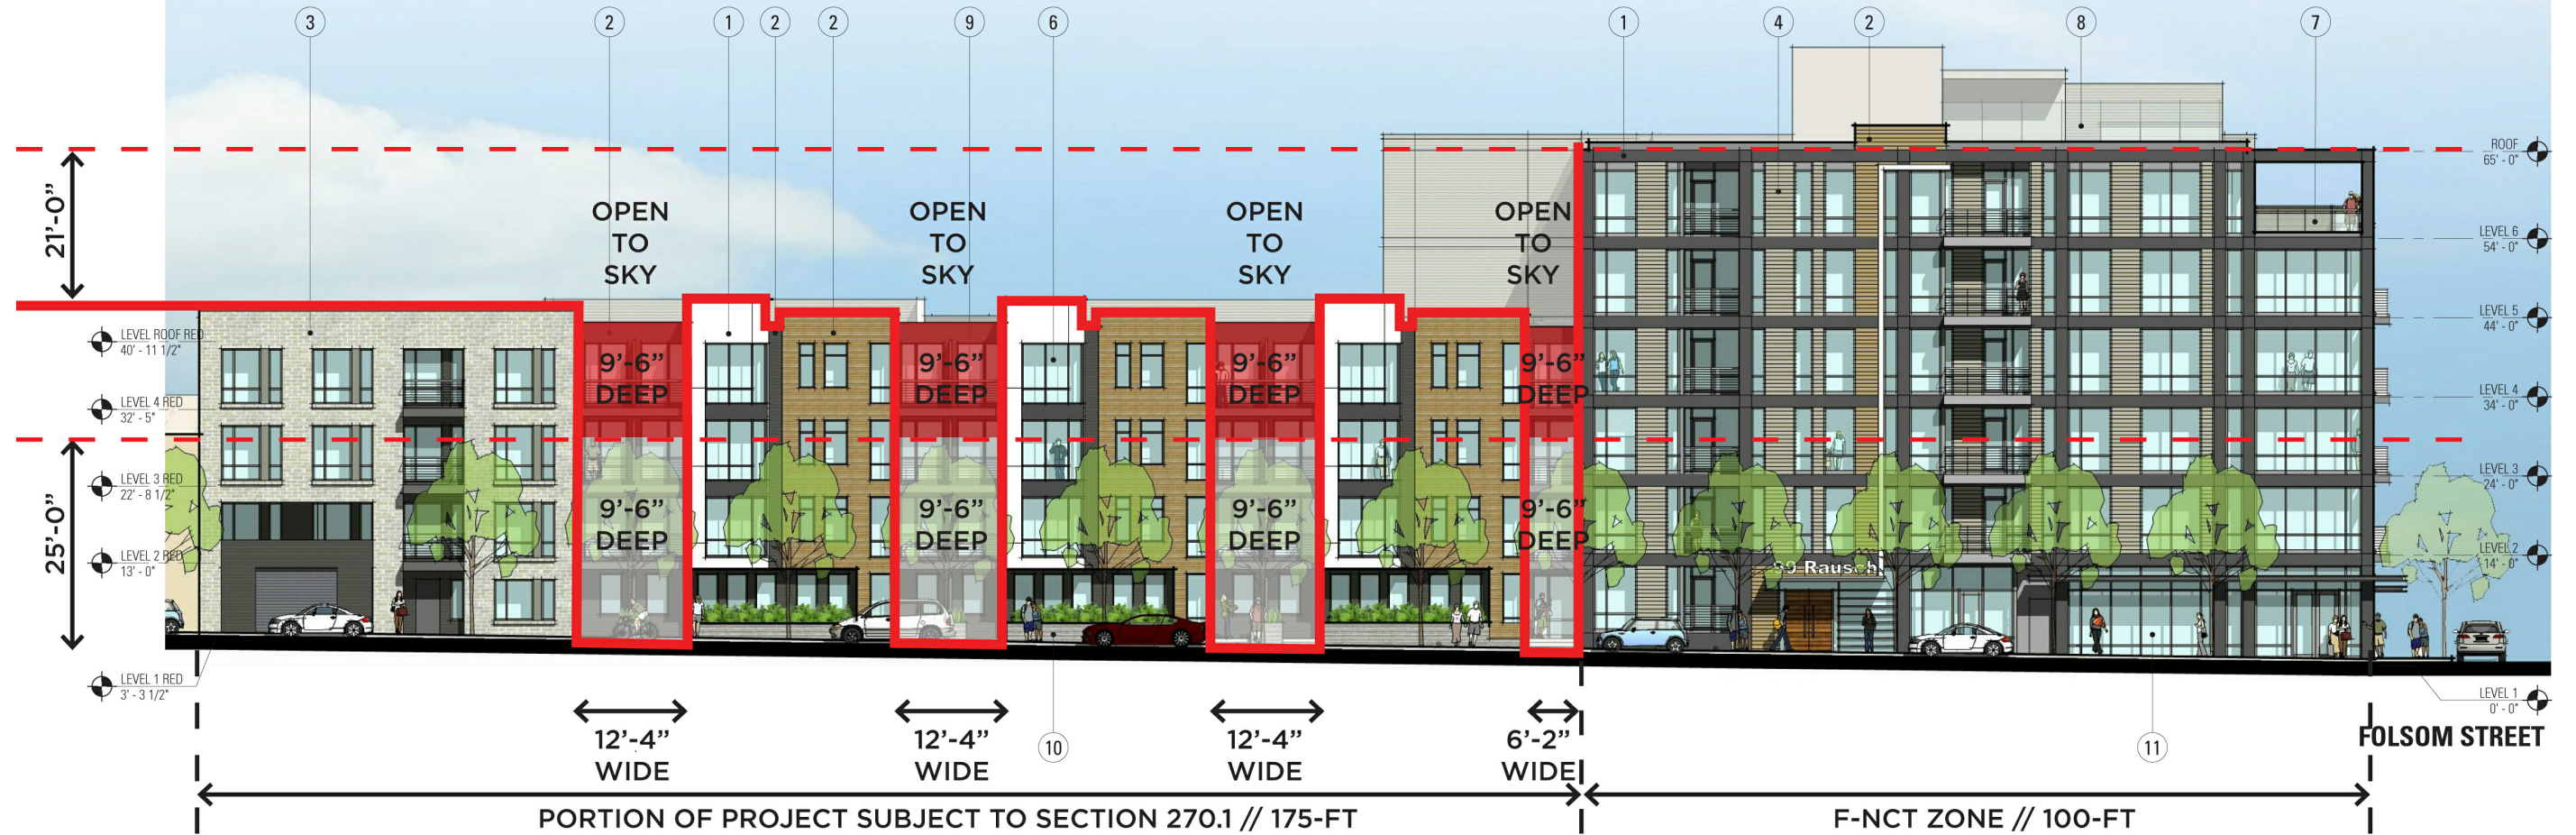 3
2
1
2
2
9
6
1
4
2
8
7
21'-0"
25'-0"
OPEN
TO
SKY
OPEN
TO
SKY
OPEN
TO
SKY
OPEN
TO
SKY
ROOF
65' - 0"
LEVEL 6
54' - 0"
LEVEL 5
44' - 0"
LEVEL 4
34' - 0"
LEVEL 3
24' - 0"
LEVEL 2
14' - 0"
LEVEL 1
0' - 0"
LEVEL ROOF RED
40' - 11 1/2"
LEVEL 4 RED
32' - 5"
LEVEL 3 RED
22' - 8 1/2"
LEVEL 2 RED
13' - 0"
LEVEL 1 RED
3' - 3 1/2"
9'-6"
DEEP
9'-6"
DEEP
9'-6"
DEEP
9'-6"
DEEP
9'-6"
DEEP
9'-6"
DEEP
9'-6"
DEEP
9'-6"
DEEP
Rausch
12'-4"
WIDE
12'-4"
WIDE
10
12'-4"
WIDE
6'-2"
WIDE
11
FOLSOM STREET
PORTION OF PROJECT SUBJECT TO SECTION 270.1 // 175-FT
F-NCT ZONE // 100-FT